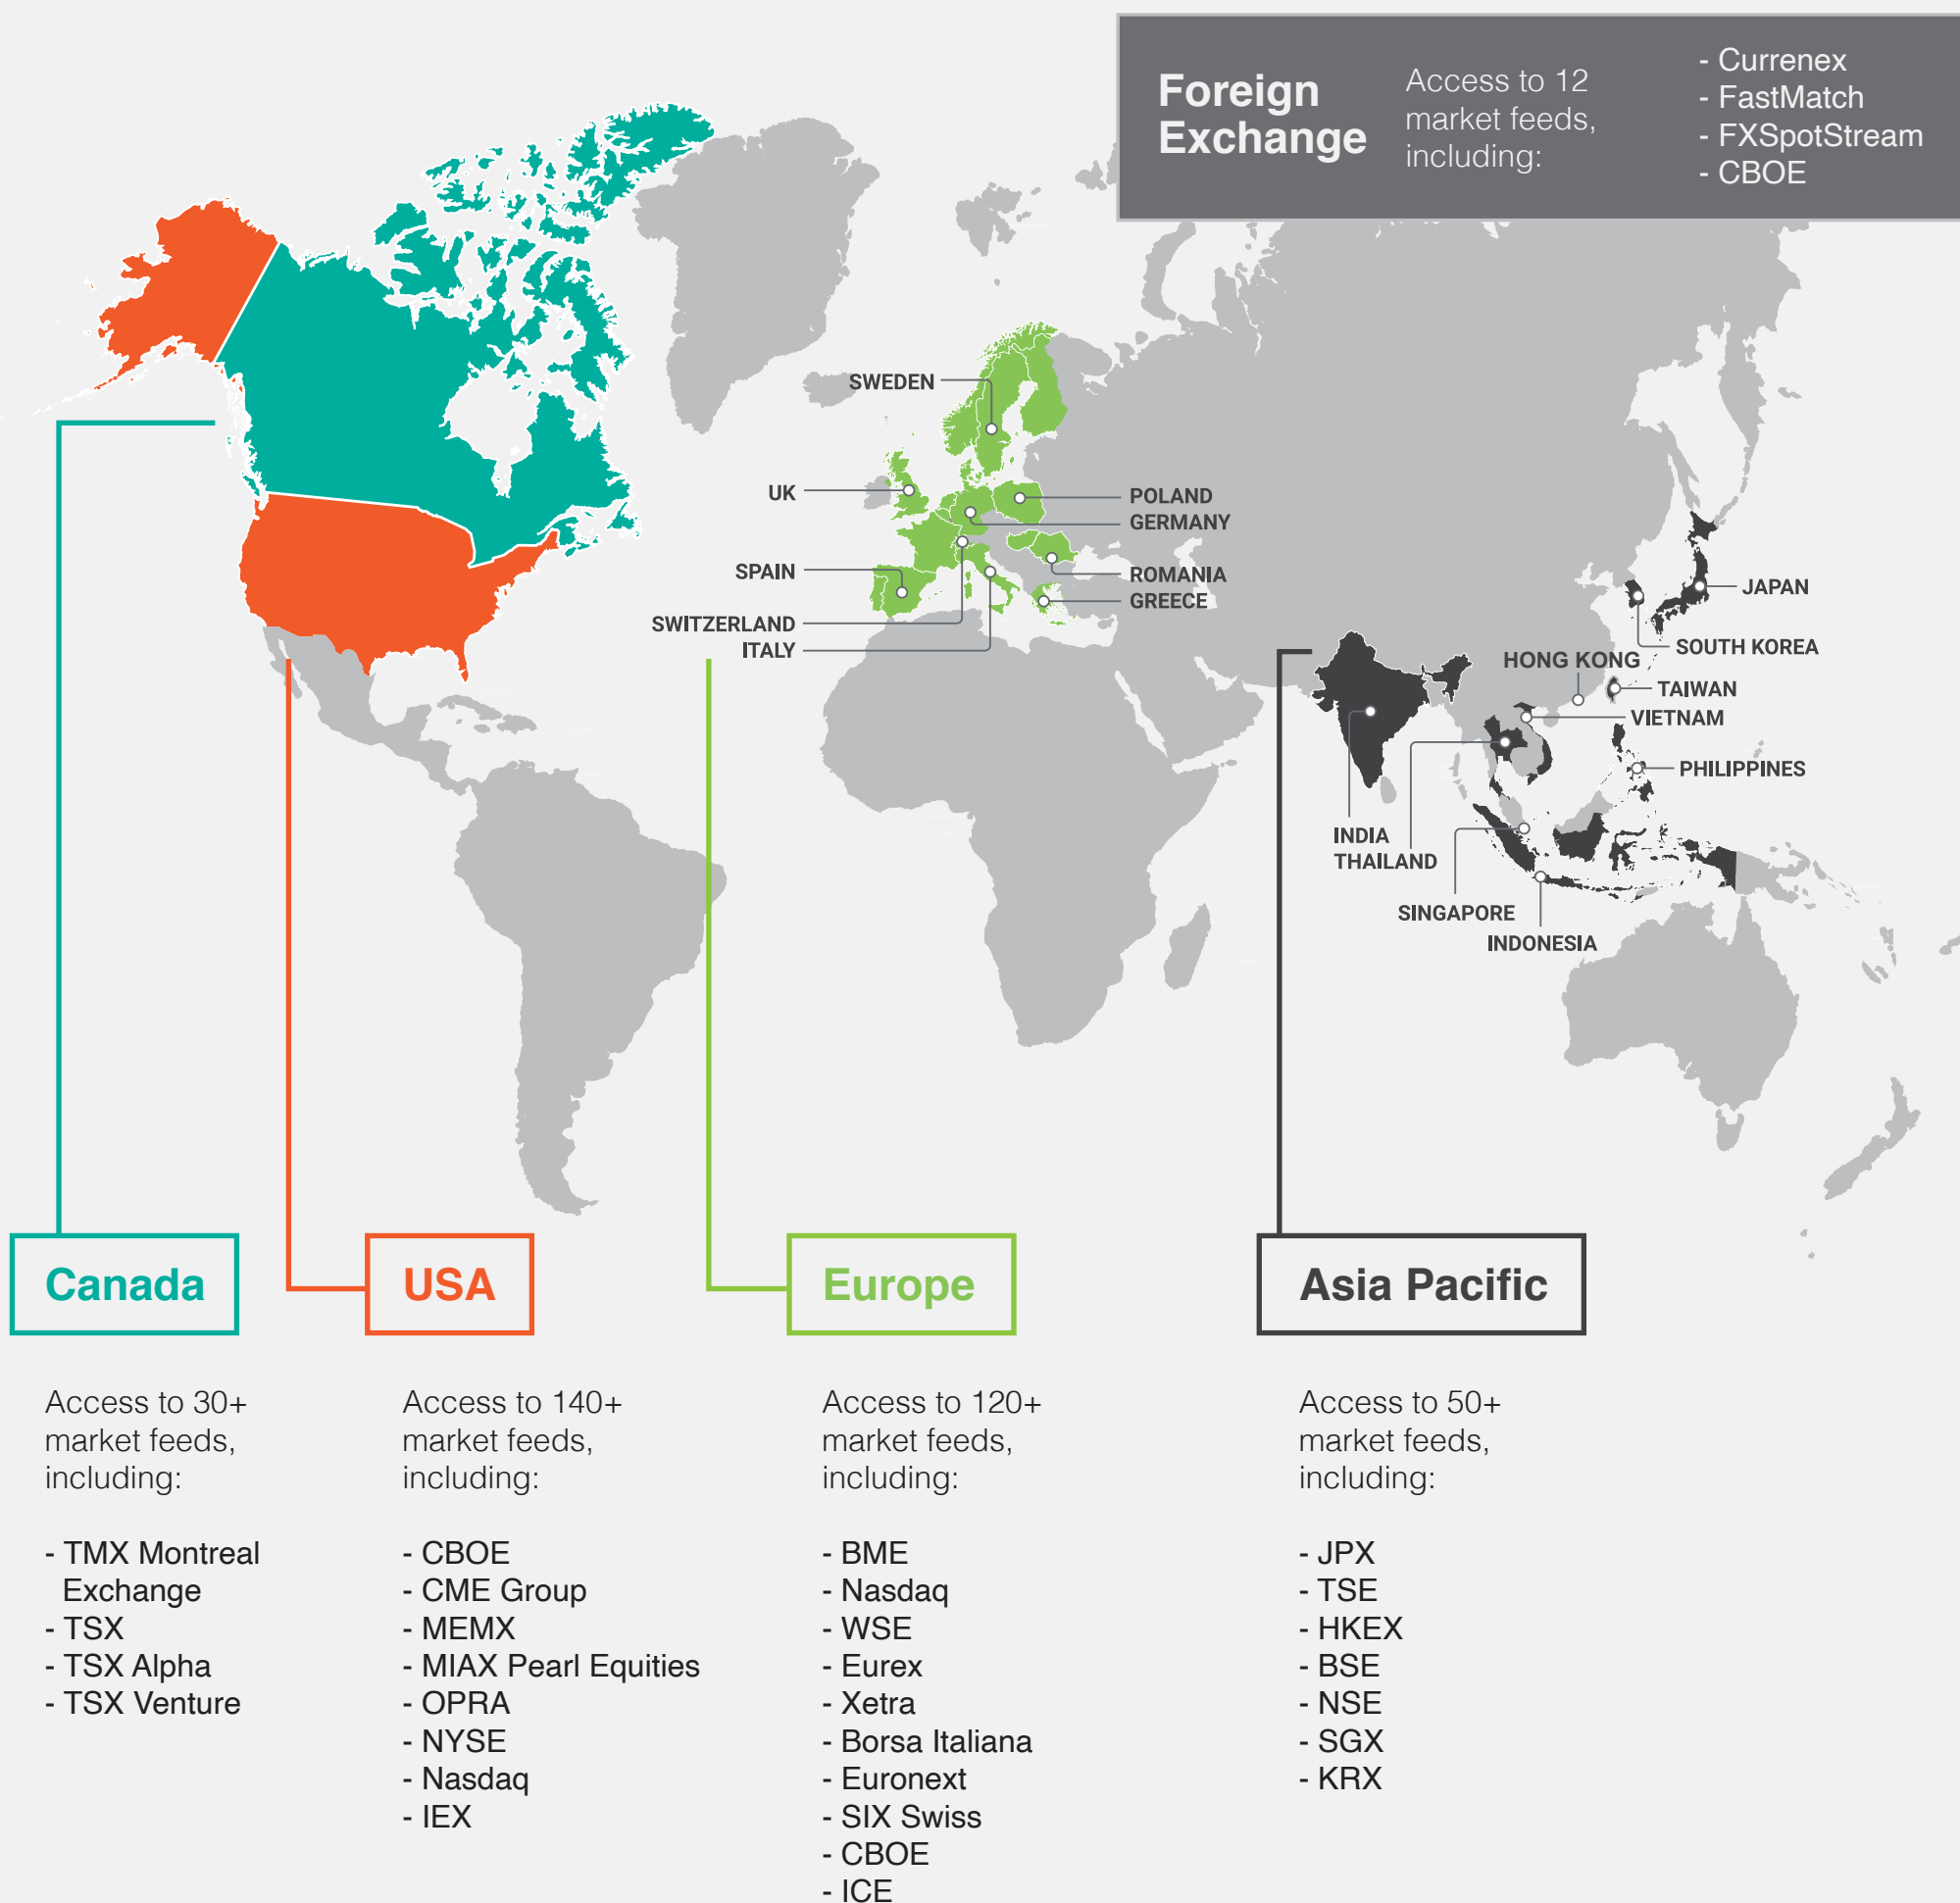 Foreign
Exchange
Access to 12
market feeds,
including:
- Currenex
- FastMatch
- FXSpotStream
- CBOE
SWEDEN
UK
SPAIN
SWITZERLAND
ITALY
POLAND
GERMANY
ROMANIA
GREECE
JAPAN
SOUTH KOREA
HONG KONG
TAIWAN
VIETNAM
PHILIPPINES
INDIA
THAILAND
SINGAPORE
INDONESIA
Canada
Access to 30+
market feeds,
including:
- TMX Montreal
Exchange
- TSX
- TSX Alpha
- TSX Venture
USA
Access to 140+
market feeds,
including:
- CBOE
- CME Group
- MEMX
- MIAX Pearl Equities
- OPRA
- NYSE
- Nasdaq
- IEX
Europe
Access to 120+
market feeds,
including:
- BME
- Nasdaq
- WSE
- Eurex
- Xetra
- Borsa Italiana
- Euronext
- SIX Swiss
- CBOE
- ICE
Asia Pacific
Access to 50+
market feeds,
including:
- JPX
- TSE
- HKEX
- BSE
- NSE
- SGX
- KRX